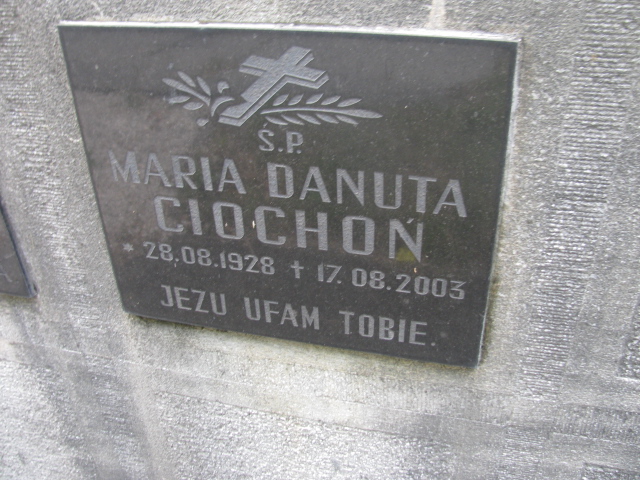 Ś.P.
MARIA DANUTA
CIOCHOŃ
* 28.08.1928 + 17.08.2003
JEZU UFAM TOBIE.